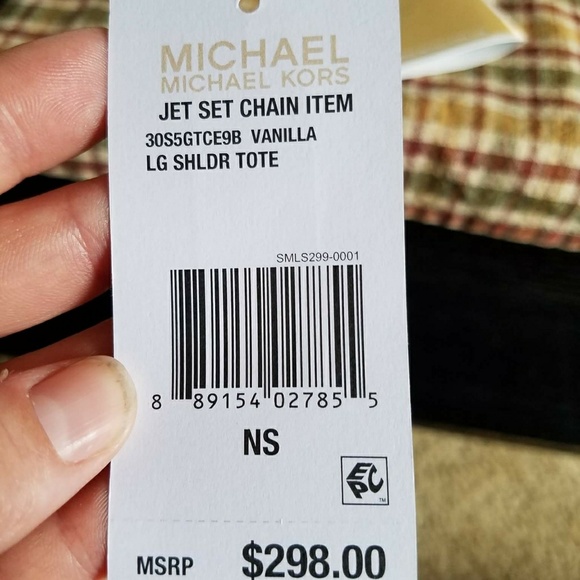 MICHAEL
MICHAEL KORS
JET SET CHAIN ITEM
30S5GTCE9B VANILLA
LG SHLDR TOTE
SMLS299-0001
8 89154 02785 5
NS
EPC
TM
MSRP $298.00